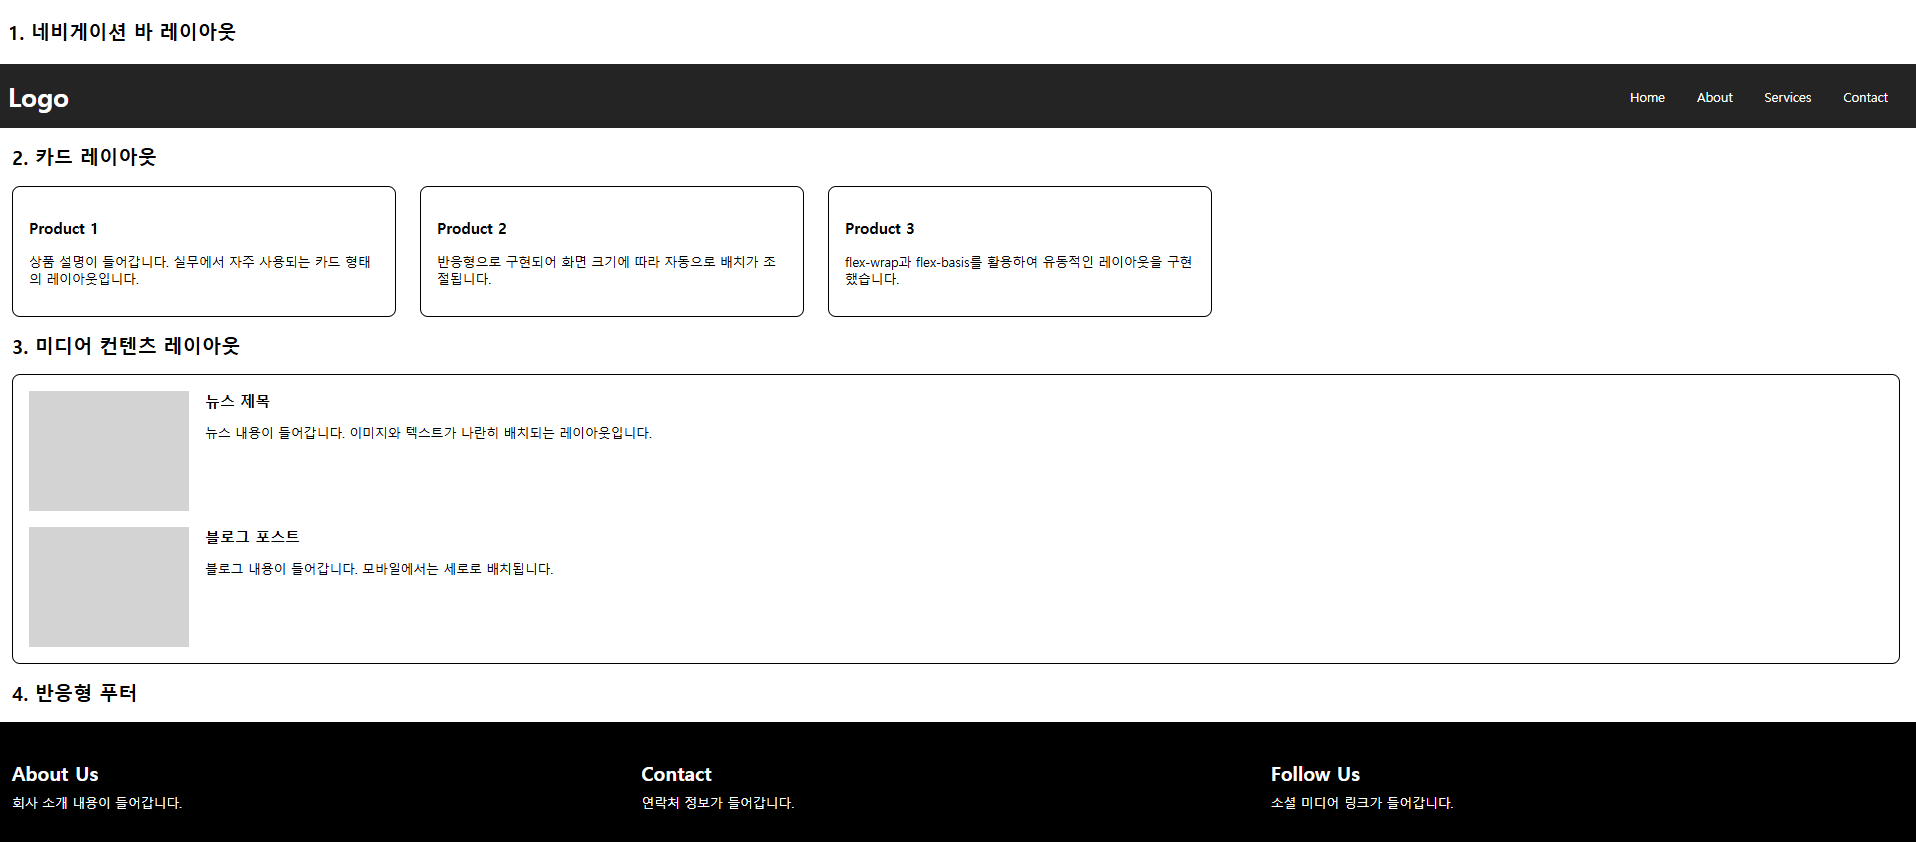 1. 네비게이션 바 레이아웃
Logo
Home
About
Services
Contact
2. 카드 레이아웃
Product 1
상품 설명이 들어갑니다. 실무에서 자주 사용되는 카드 형태
의 레이아웃입니다.
Product 2
반응형으로 구현되어 화면 크기에 따라 자동으로 배치가 조
절됩니다.
Product 3
flex-wrap과 flex-basis를 활용하여 유동적인 레이아웃을 구현
했습니다.
3. 미디어 컨텐츠 레이아웃
뉴스 제목
뉴스 내용이 들어갑니다. 이미지와 텍스트가 나란히 배치되는 레이아웃입니다.
블로그 포스트
블로그 내용이 들어갑니다. 모바일에서는 세로로 배치됩니다.
4. 반응형 푸터
About Us
회사 소개 내용이 들어갑니다.
Contact
연락처 정보가 들어갑니다.
Follow Us
소셜 미디어 링크가 들어갑니다.